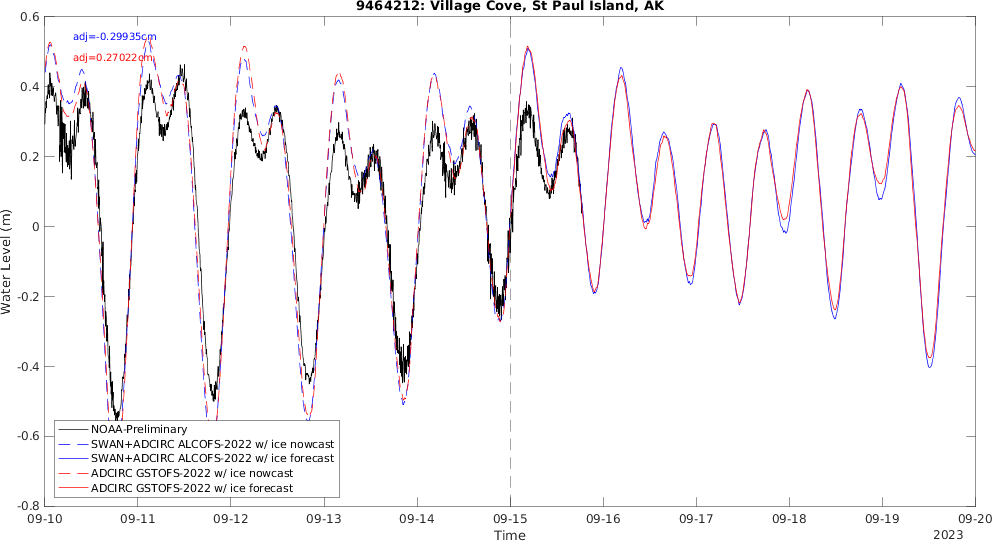 9464212: Village Cove, St Paul Island, AK
adj=-0.29935cm
adj=0.27022cm
Water Level (m)
0.6
0.4
0.2
0
-0.2
-0.4
-0.6
-0.8
NOAA-Preliminary
SWAN+ADCIRC ALCOFS-2022 w/ ice nowcast
SWAN+ADCIRC ALCOFS-2022 w/ ice forecast
ADCIRC GSTOFS-2022 w/ ice nowcast
ADCIRC GSTOFS-2022 w/ ice forecast
09-10 09-11 09-12 09-13 09-14 09-15 09-16 09-17 09-18 09-19 09-20
Time
2023